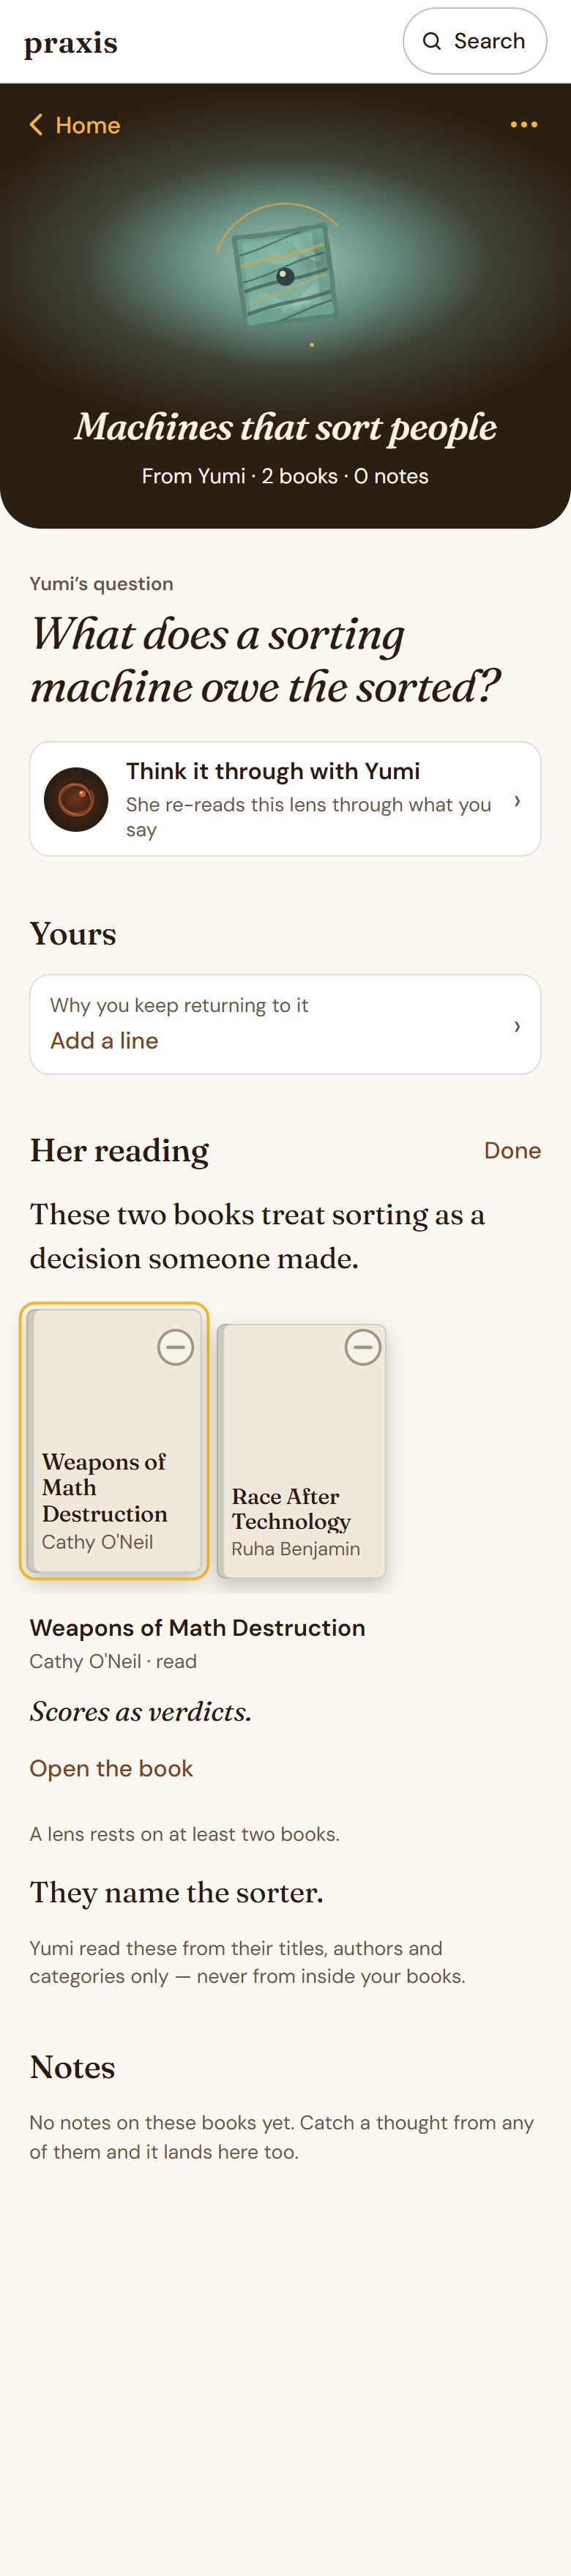 praxis
Search
Home
Machines that sort people
From Yumi · 2 books · 0 notes
Yumi’s question
What does a sorting
machine owe the sorted?
Think it through with Yumi
She re-reads this lens through what you
say
Yours
Why you keep returning to it
Add a line
Her reading
Done
These two books treat sorting as a
decision someone made.
Weapons of
Math
Destruction
Cathy O'Neil
Race After
Technology
Ruha Benjamin
Weapons of Math Destruction
Cathy O'Neil · read
Scores as verdicts.
Open the book
A lens rests on at least two books.
They name the sorter.
Yumi read these from their titles, authors and
categories only — never from inside your books.
Notes
No notes on these books yet. Catch a thought from any
of them and it lands here too.